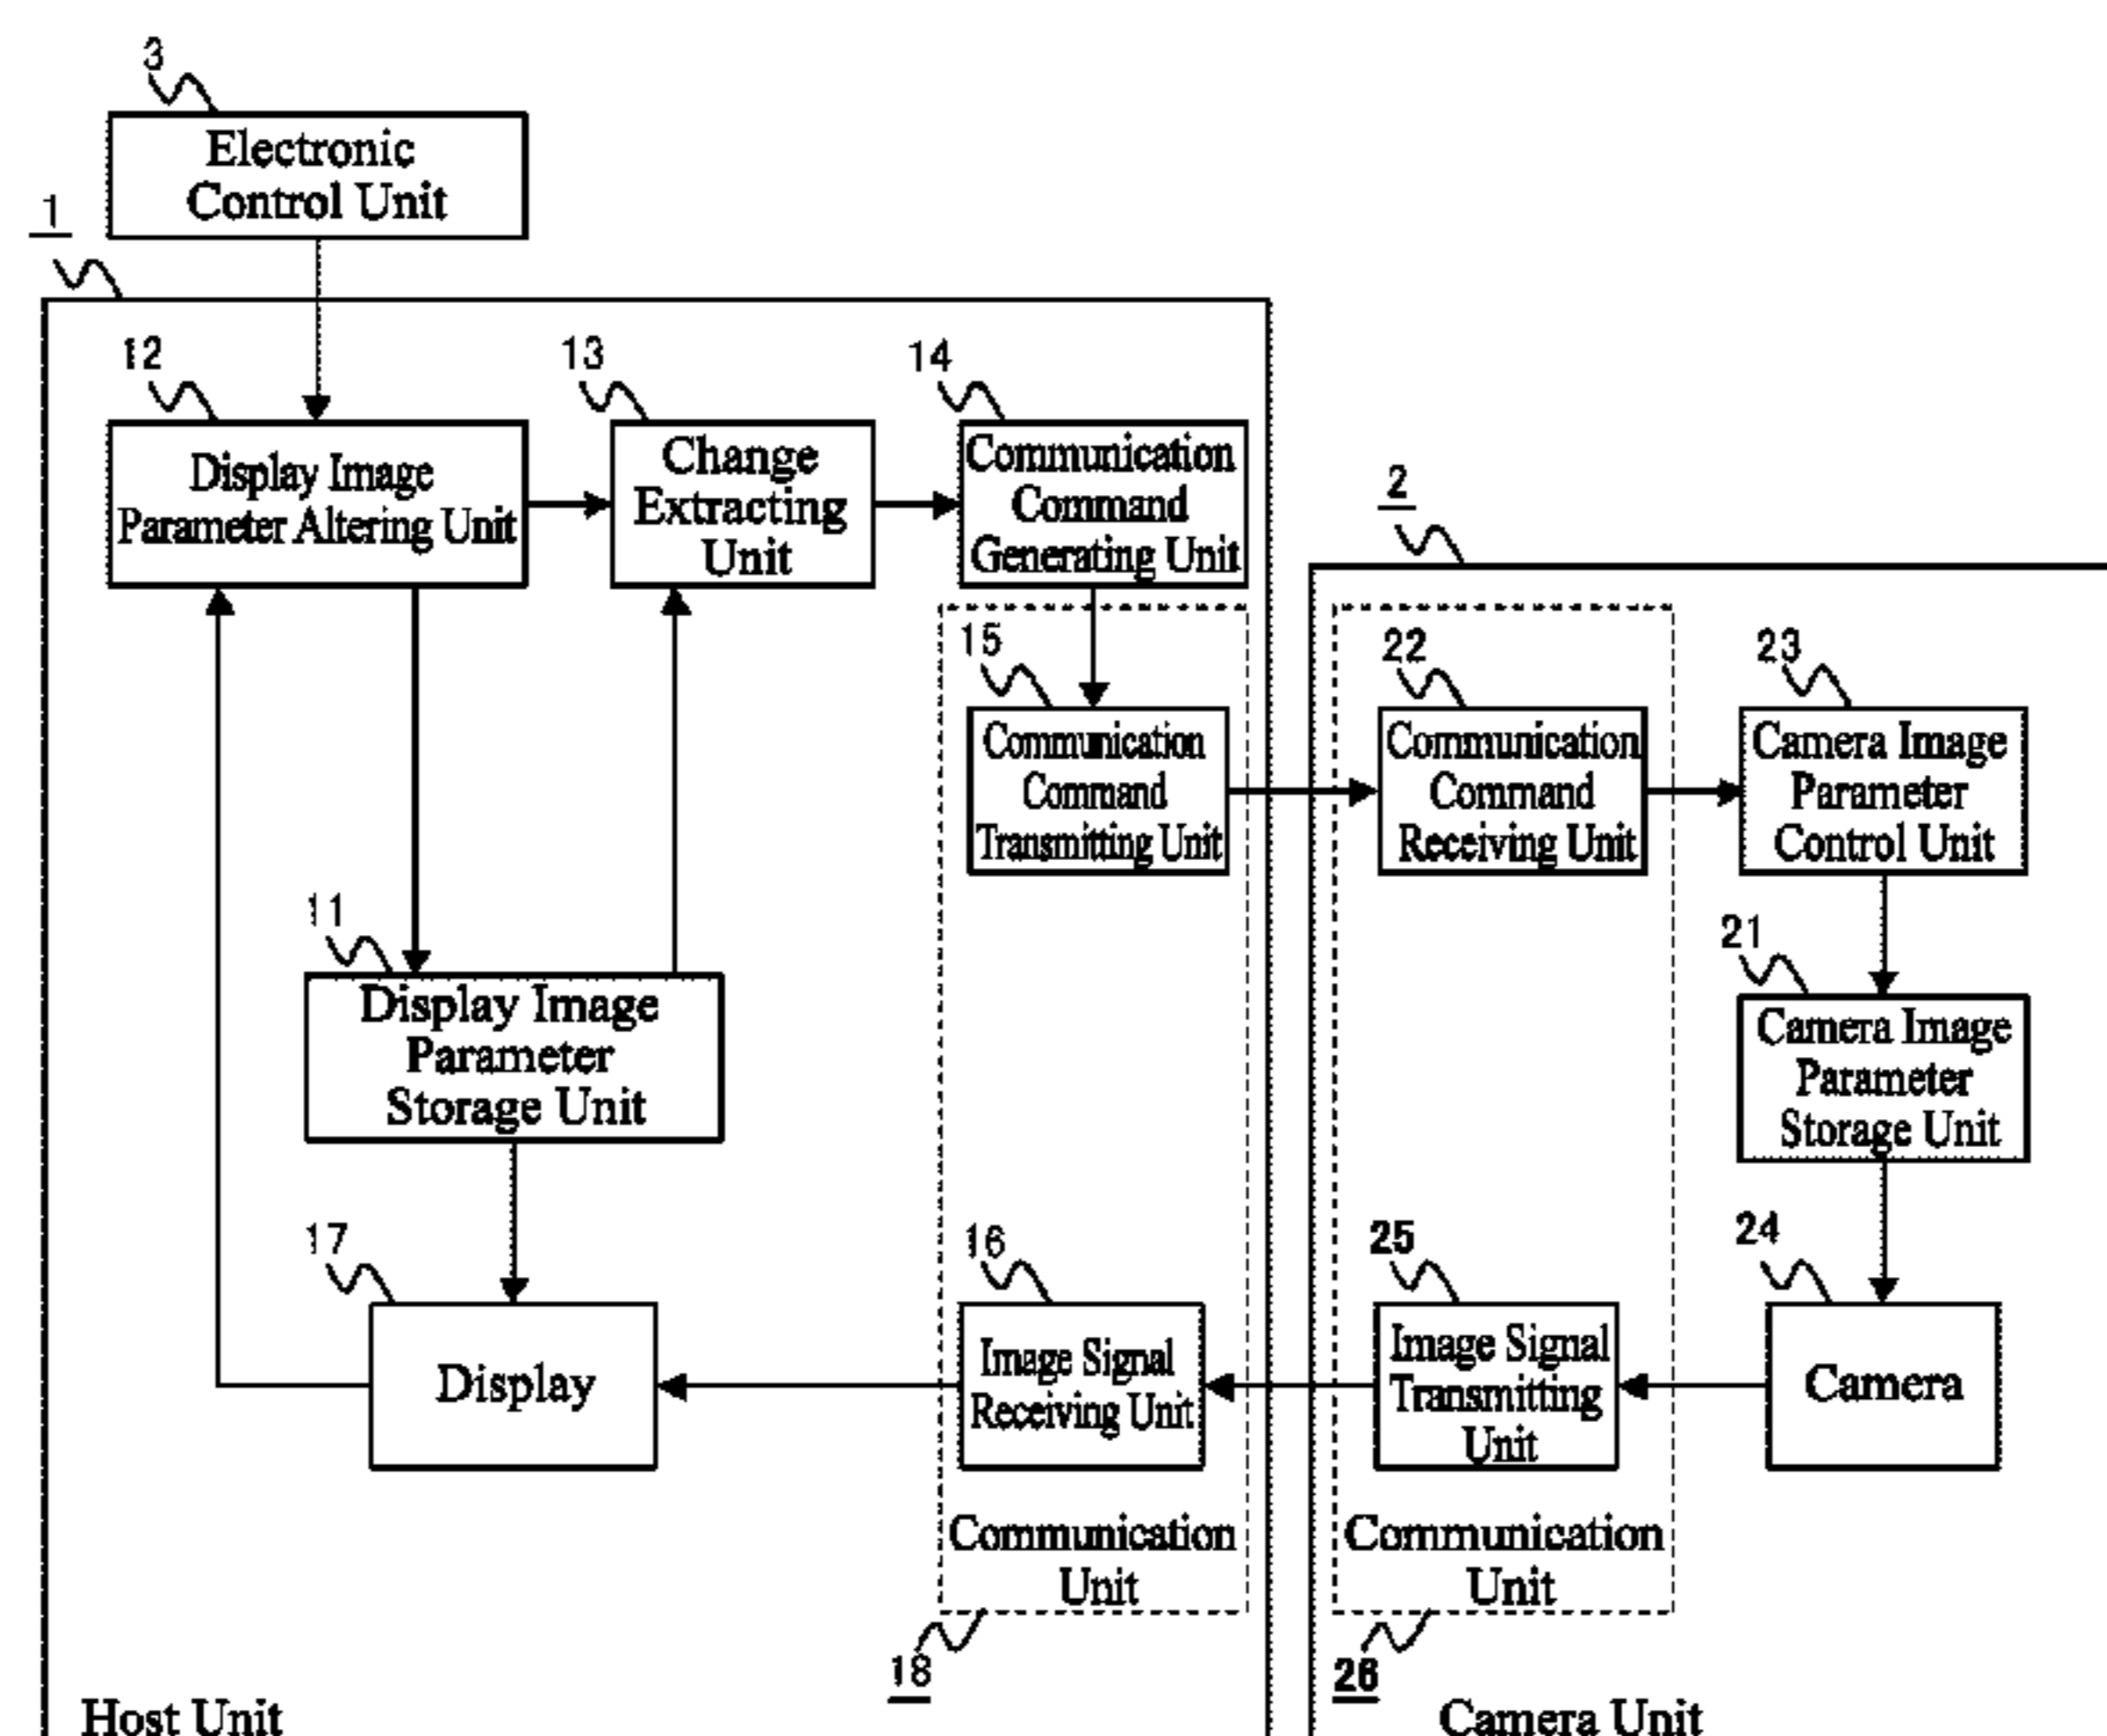 3
Electronic
Control Unit
1
12
Display Image
Parameter Altering Unit
13
Change
Extracting
Unit
14
Communication
Command
Generating Unit
2
15
Communication
Command
Transmitting Unit
22
Communication
Command
Receiving Unit
23
Camera Image
Parameter
Control Unit
11
Display Image
Parameter
Storage Unit
21
Camera Image
Parameter
Storage Unit
17
Display
16
Image Signal
Receiving Unit
25
Image Signal
Transmitting
Unit
24
Camera
Communication
Unit
18
Communication
Unit
26
Host Unit
Camera Unit